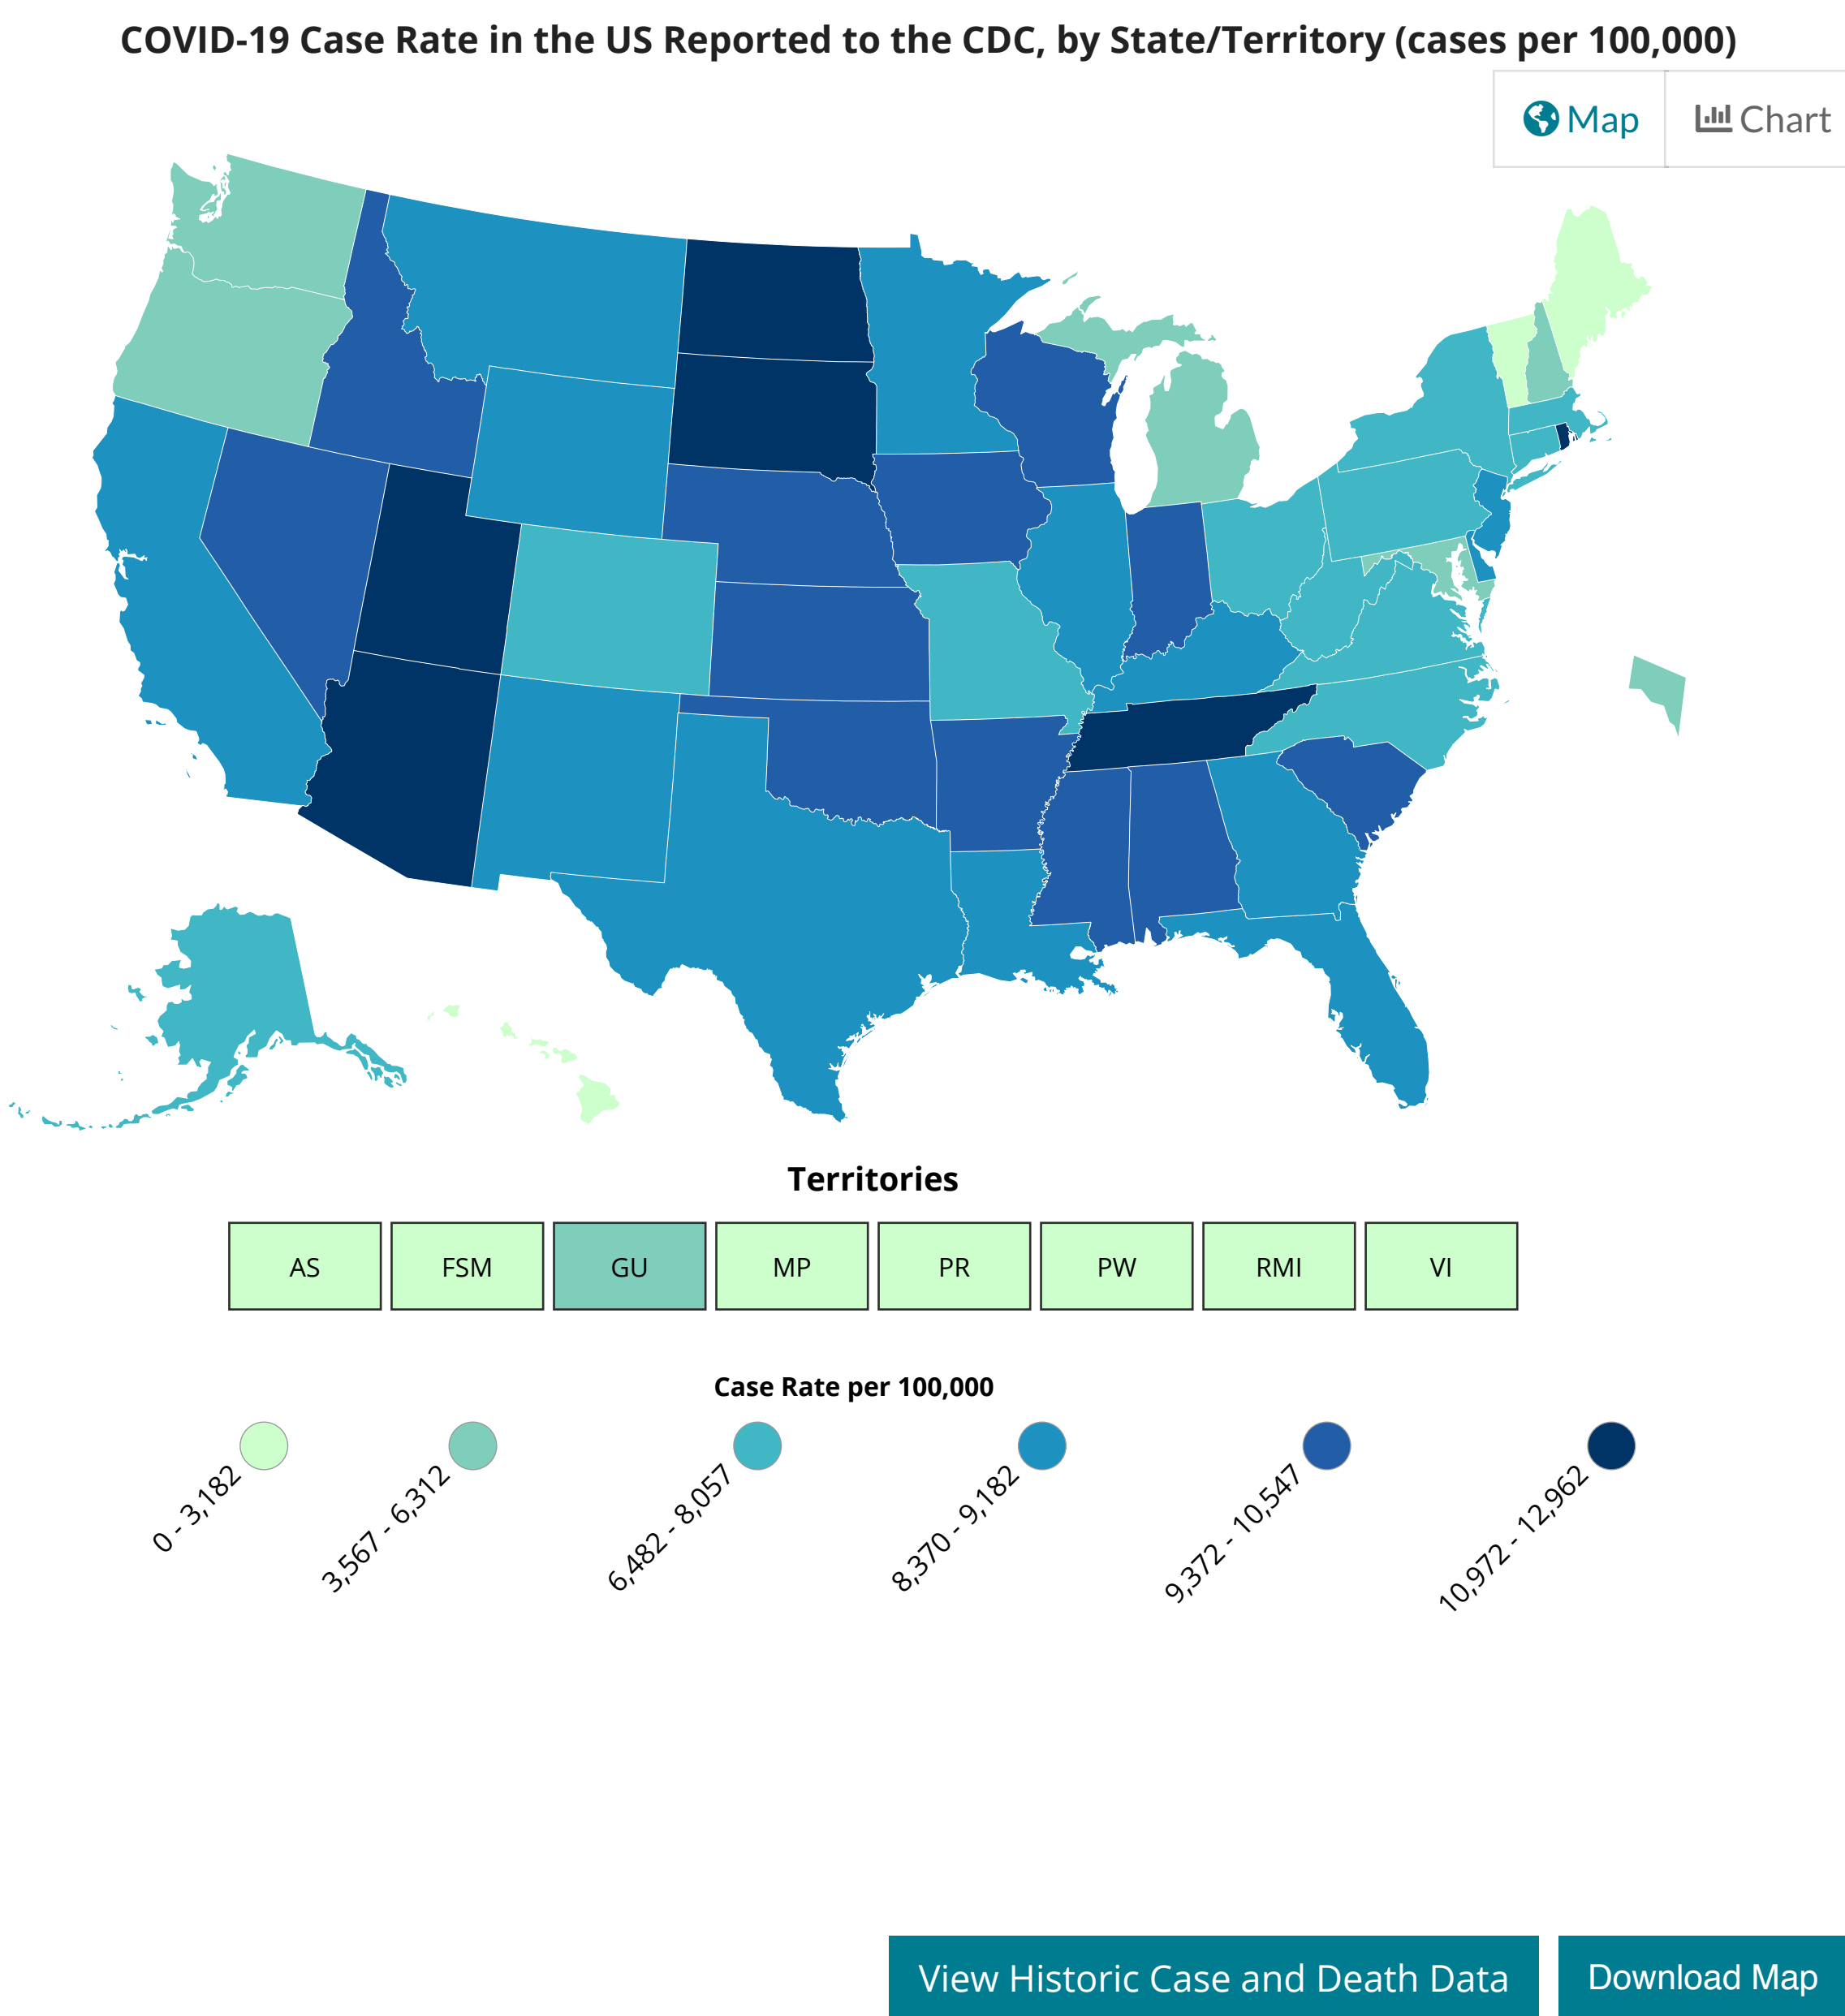 COVID-19 Case Rate in the US Reported to the CDC, by State/Territory (cases per 100,000)
Map
Chart
Territories
AS
FSM
GU
MP
PR
PW
RMI
VI
Case Rate per 100,000
0 - 3,182
3,567 - 6,312
6,482 - 8,057
8,370 - 9,182
9,372 - 10,547
10,972 - 12,962
View Historic Case and Death Data
Download Map